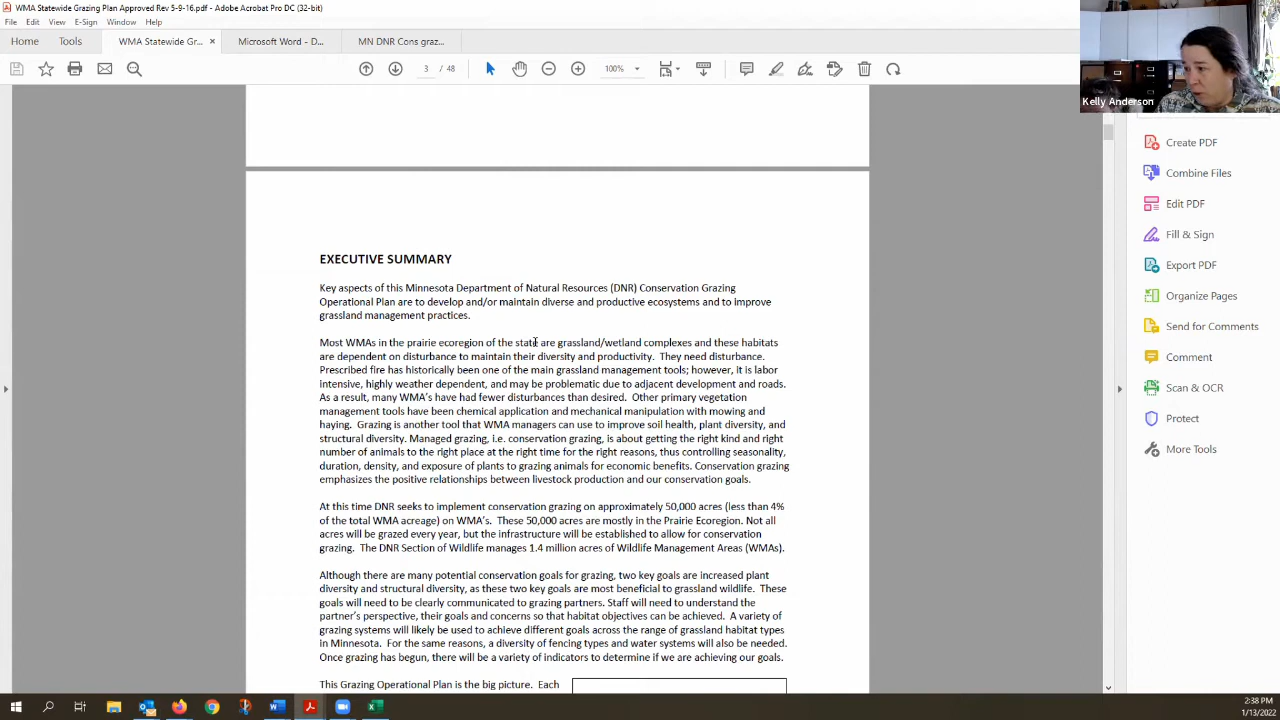 WMA Statewide Grazing Plan Approved Rev 5-9-16.pdf - Adobe Acrobat Pro DC (32-bit)
File Edit View E-Sign Window Help
Home Tools WMA Statewide Gr... × Microsoft Word - D... MN DNR Cons graz...
/ 48 100%
Kelly Anderson
Create PDF
Combine Files
Edit PDF
Fill & Sign
Export PDF
Organize Pages
Send for Comments
Comment
Scan & OCR
Protect
More Tools
EXECUTIVE SUMMARY
Key aspects of this Minnesota Department of Natural Resources (DNR) Conservation Grazing
Operational Plan are to develop and/or maintain diverse and productive ecosystems and to improve
grassland management practices.
Most WMAs in the prairie ecoregion of the state are grassland/wetland complexes and these habitats
are dependent on disturbance to maintain their diversity and productivity. They need disturbance.
Prescribed fire has historically been one of the main grassland management tools; however, it is labor
intensive, highly weather dependent, and may be problematic due to adjacent development and roads.
As a result, many WMA's have had fewer disturbances than desired. Other primary vegetation
management tools have been chemical application and mechanical manipulation with mowing and
having. Grazing is another tool that WMA managers can use to improve soil health, plant diversity, and
structural diversity. Managed grazing, i.e. conservation grazing, is about getting the right kind and right
number of animals to the right place at the right time for the right reasons, thus controlling seasonality,
duration, density, and exposure of plants to grazing animals for economic benefits. Conservation grazing
emphasizes the positive relationships between livestock production and our conservation goals.
At this time DNR seeks to implement conservation grazing on approximately 50,000 acres (less than 4%
of the total WMA acreage) on WMA's. These 50,000 acres are mostly in the Prairie Ecoregion. Not all
acres will be grazed every year, but the infrastructure will be established to allow for conservation
grazing. The DNR Section of Wildlife manages 1.4 million acres of Wildlife Management Areas (WMAs).
Although there are many potential conservation goals for grazing, two key goals are increased plant
diversity and structural diversity, as these two key goals are most beneficial to grassland wildlife. These
goals will need to be clearly communicated to grazing partners. Staff will need to understand the
partner's perspective, their goals and concerns so that habitat objectives can be achieved. A variety of
grazing systems will likely be used to achieve different goals across the range of grassland habitat types
in Minnesota. For the same reasons, a diversity of fencing types and water systems will also be needed.
Once grazing has begun, there will be a variety of indicators to determine if we are achieving our goals.
This Grazing Operational Plan is the big picture. Each
2:38 PM
1/13/2022